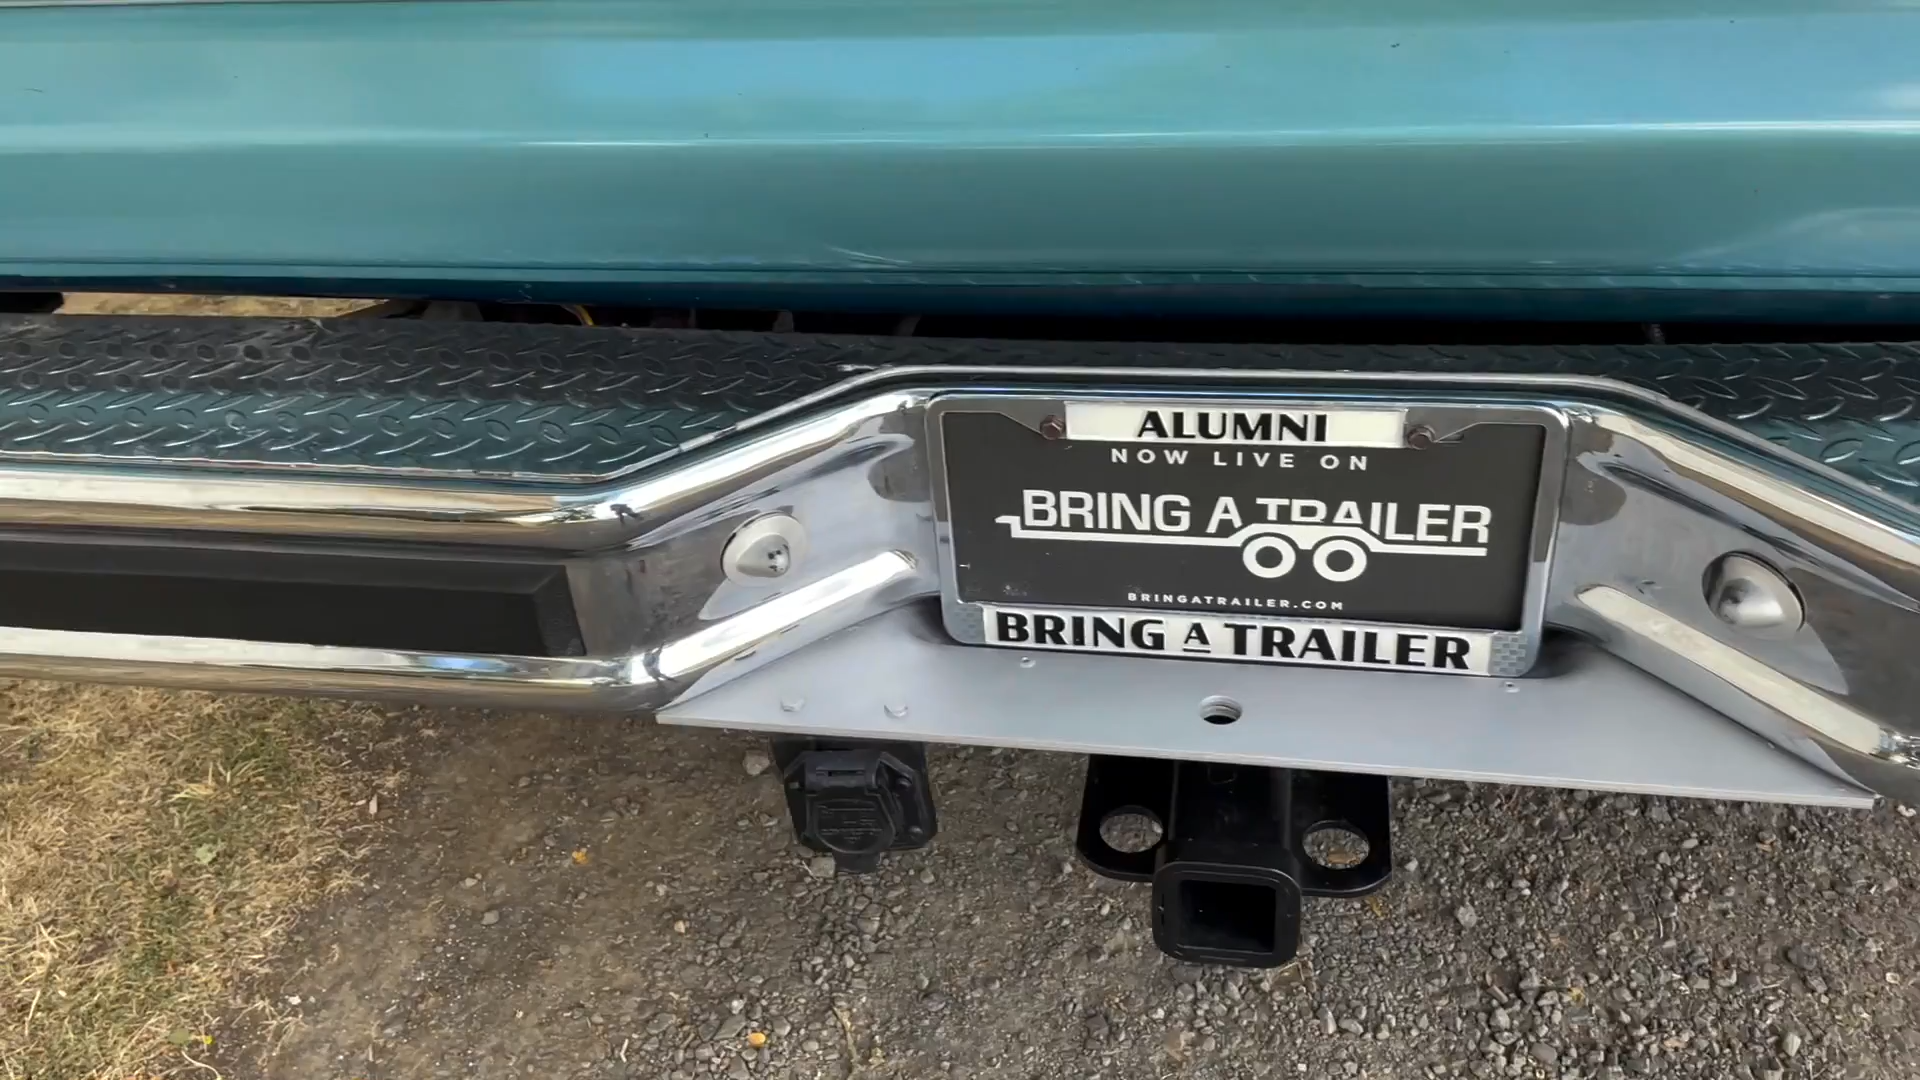 ALUMNI
NOW LIVE ON
BRING A TRAILER
BRINGATRAILER.COM
BRING A TRAILER